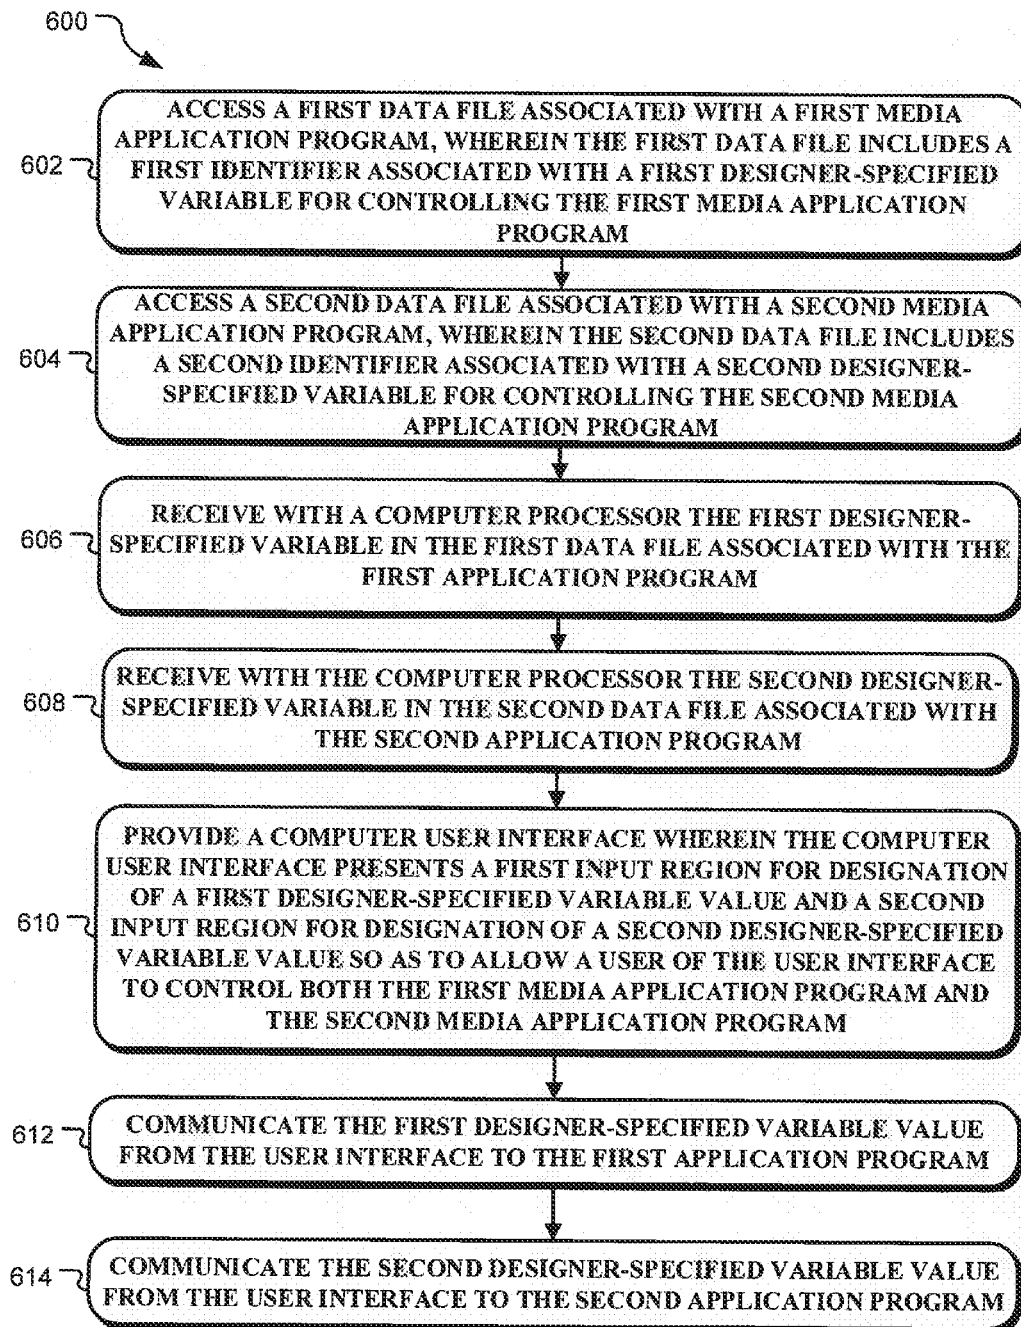 600
ACCESS A FIRST DATA FILE ASSOCIATED WITH A FIRST MEDIA
APPLICATION PROGRAM, WHEREIN THE FIRST DATA FILE INCLUDES A
602
FIRST IDENTIFIER ASSOCIATED WITH A FIRST DESIGNER-SPECIFIED
VARIABLE FOR CONTROLLING THE FIRST MEDIA APPLICATION
PROGRAM
ACCESS A SECOND DATA FILE ASSOCIATED WITH A SECOND MEDIA
APPLICATION PROGRAM, WHEREIN THE SECOND DATA FILE INCLUDES
604
A SECOND IDENTIFIER ASSOCIATED WITH A SECOND DESIGNER-
SPECIFIED VARIABLE FOR CONTROLLING THE SECOND MEDIA
APPLICATION PROGRAM
RECEIVE WITH A COMPUTER PROCESSOR THE FIRST DESIGNER-
606
SPECIFIED VARIABLE IN THE FIRST DATA FILE ASSOCIATED WITH THE
FIRST APPLICATION PROGRAM
RECEIVE WITH THE COMPUTER PROCESSOR THE SECOND DESIGNER-
608
SPECIFIED VARIABLE IN THE SECOND DATA FILE ASSOCIATED WITH
THE SECOND APPLICATION PROGRAM
PROVIDE A COMPUTER USER INTERFACE WHEREIN THE COMPUTER
USER INTERFACE PRESENTS A FIRST INPUT REGION FOR DESIGNATION
OF A FIRST DESIGNER-SPECIFIED VARIABLE VALUE AND A SECOND
610
INPUT REGION FOR DESIGNATION OF A SECOND DESIGNER-SPECIFIED
VARIABLE VALUE SO AS TO ALLOW A USER OF THE USER INTERFACE
TO CONTROL BOTH THE FIRST MEDIA APPLICATION PROGRAM AND
THE SECOND MEDIA APPLICATION PROGRAM
612
COMMUNICATE THE FIRST DESIGNER-SPECIFIED VARIABLE VALUE
FROM THE USER INTERFACE TO THE FIRST APPLICATION PROGRAM
614
COMMUNICATE THE SECOND DESIGNER-SPECIFIED VARIABLE VALUE
FROM THE USER INTERFACE TO THE SECOND APPLICATION PROGRAM